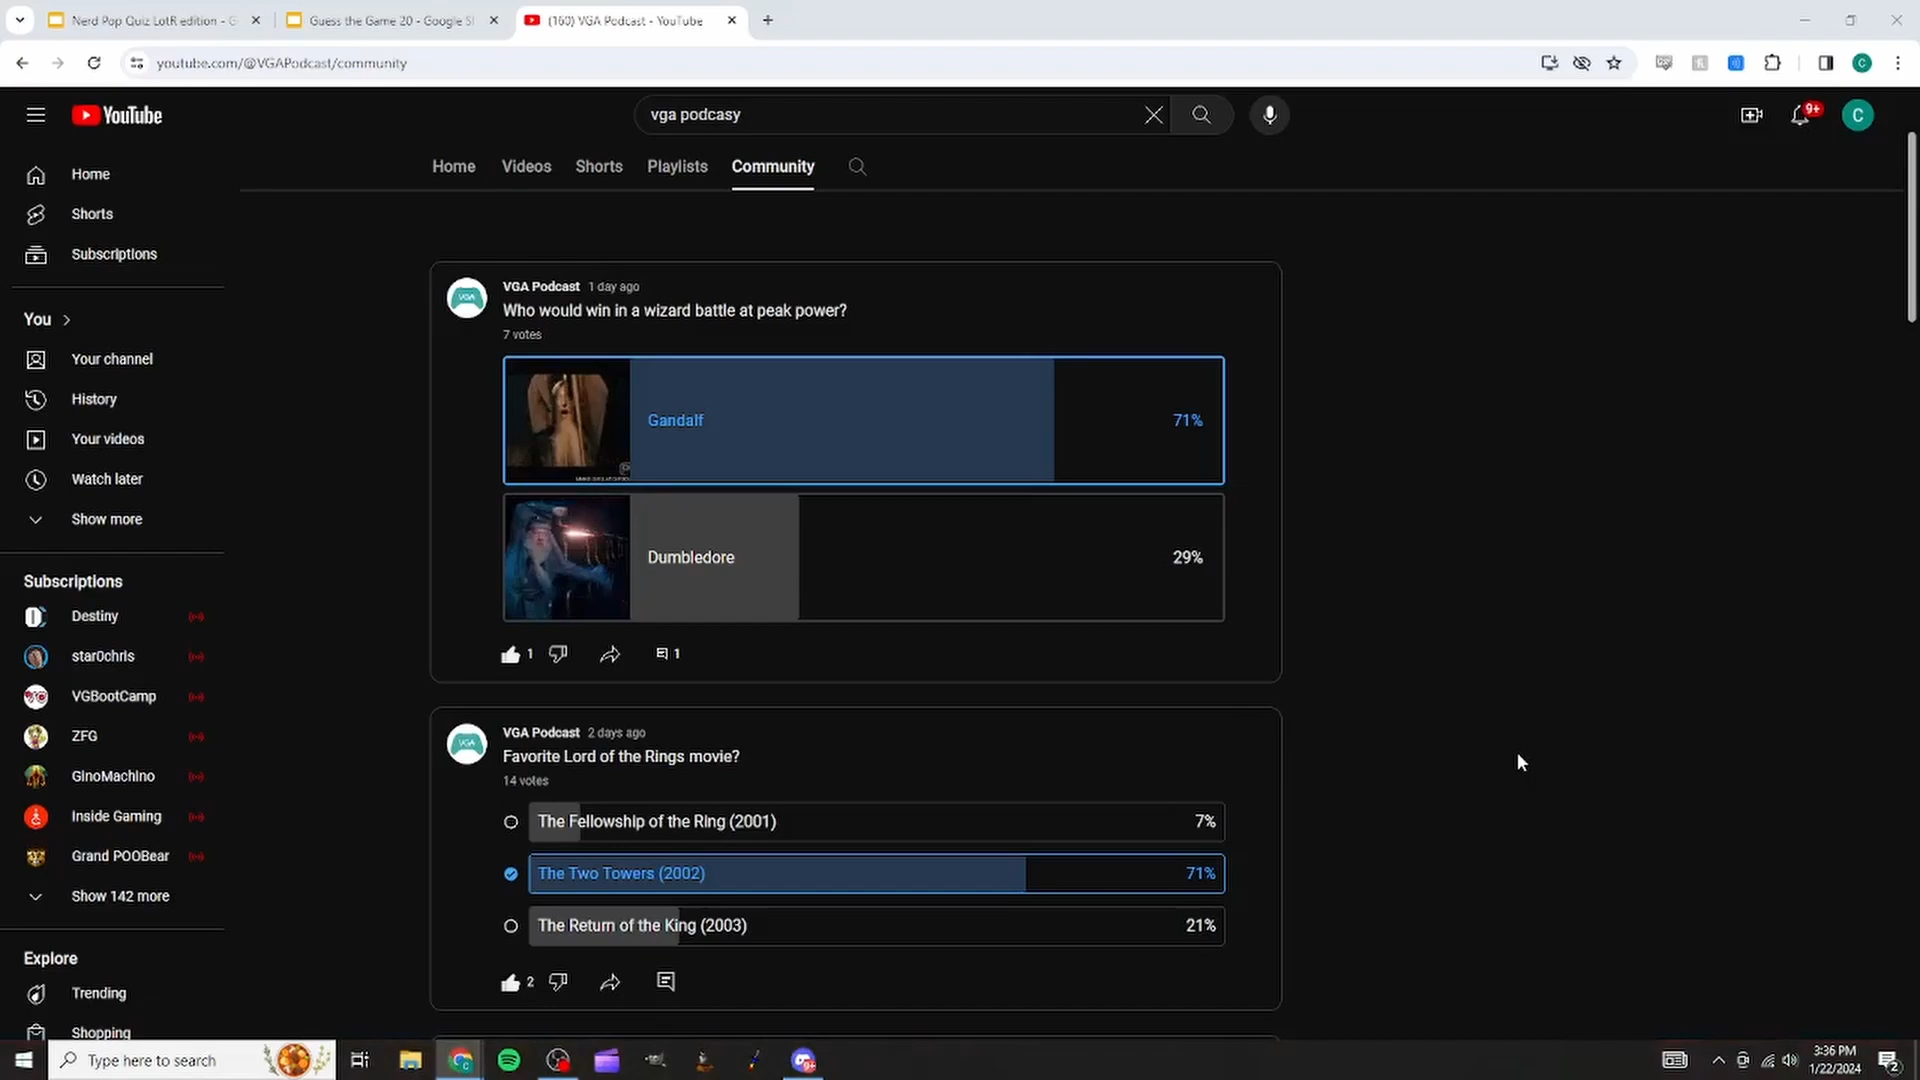 Nerd Pop Quiz LotR edition - G
Guess the Game 20 - Google Sl
(160) VGA Podcast - YouTube
youtube.com/@VGAPodcast/community
C
YouTube
vga podcasy
9+
C
Home
Videos
Shorts
Playlists
Community
Home
Shorts
Subscriptions
You
Your channel
History
Your videos
Watch later
Show more
Subscriptions
Destiny
star0chris
VGBootCamp
ZFG
GinoMachino
Inside Gaming
Grand POOBear
Show 142 more
Explore
Trending
Shopping
VGA
VGA Podcast 1 day ago
Who would win in a wizard battle at peak power?
7 votes
Gandalf
71%
Dumbledore
29%
1
1
VGA
VGA Podcast 2 days ago
Favorite Lord of the Rings movie?
14 votes
The Fellowship of the Ring (2001)
7%
The Two Towers (2002)
71%
The Return of the King (2003)
21%
2
Type here to search
C
9+
3:36 PM
1/22/2024
2